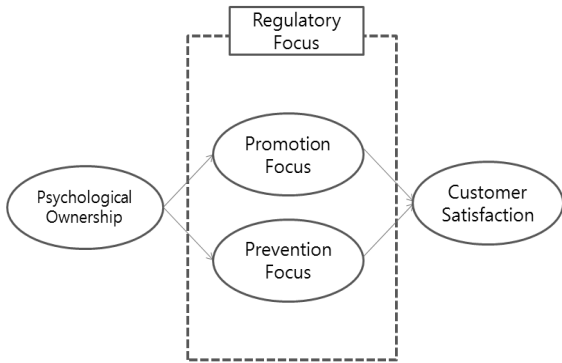 Regulatory
Focus
Promotion
Focus
Psychological
Ownership
Customer
Satisfaction
Prevention
Focus